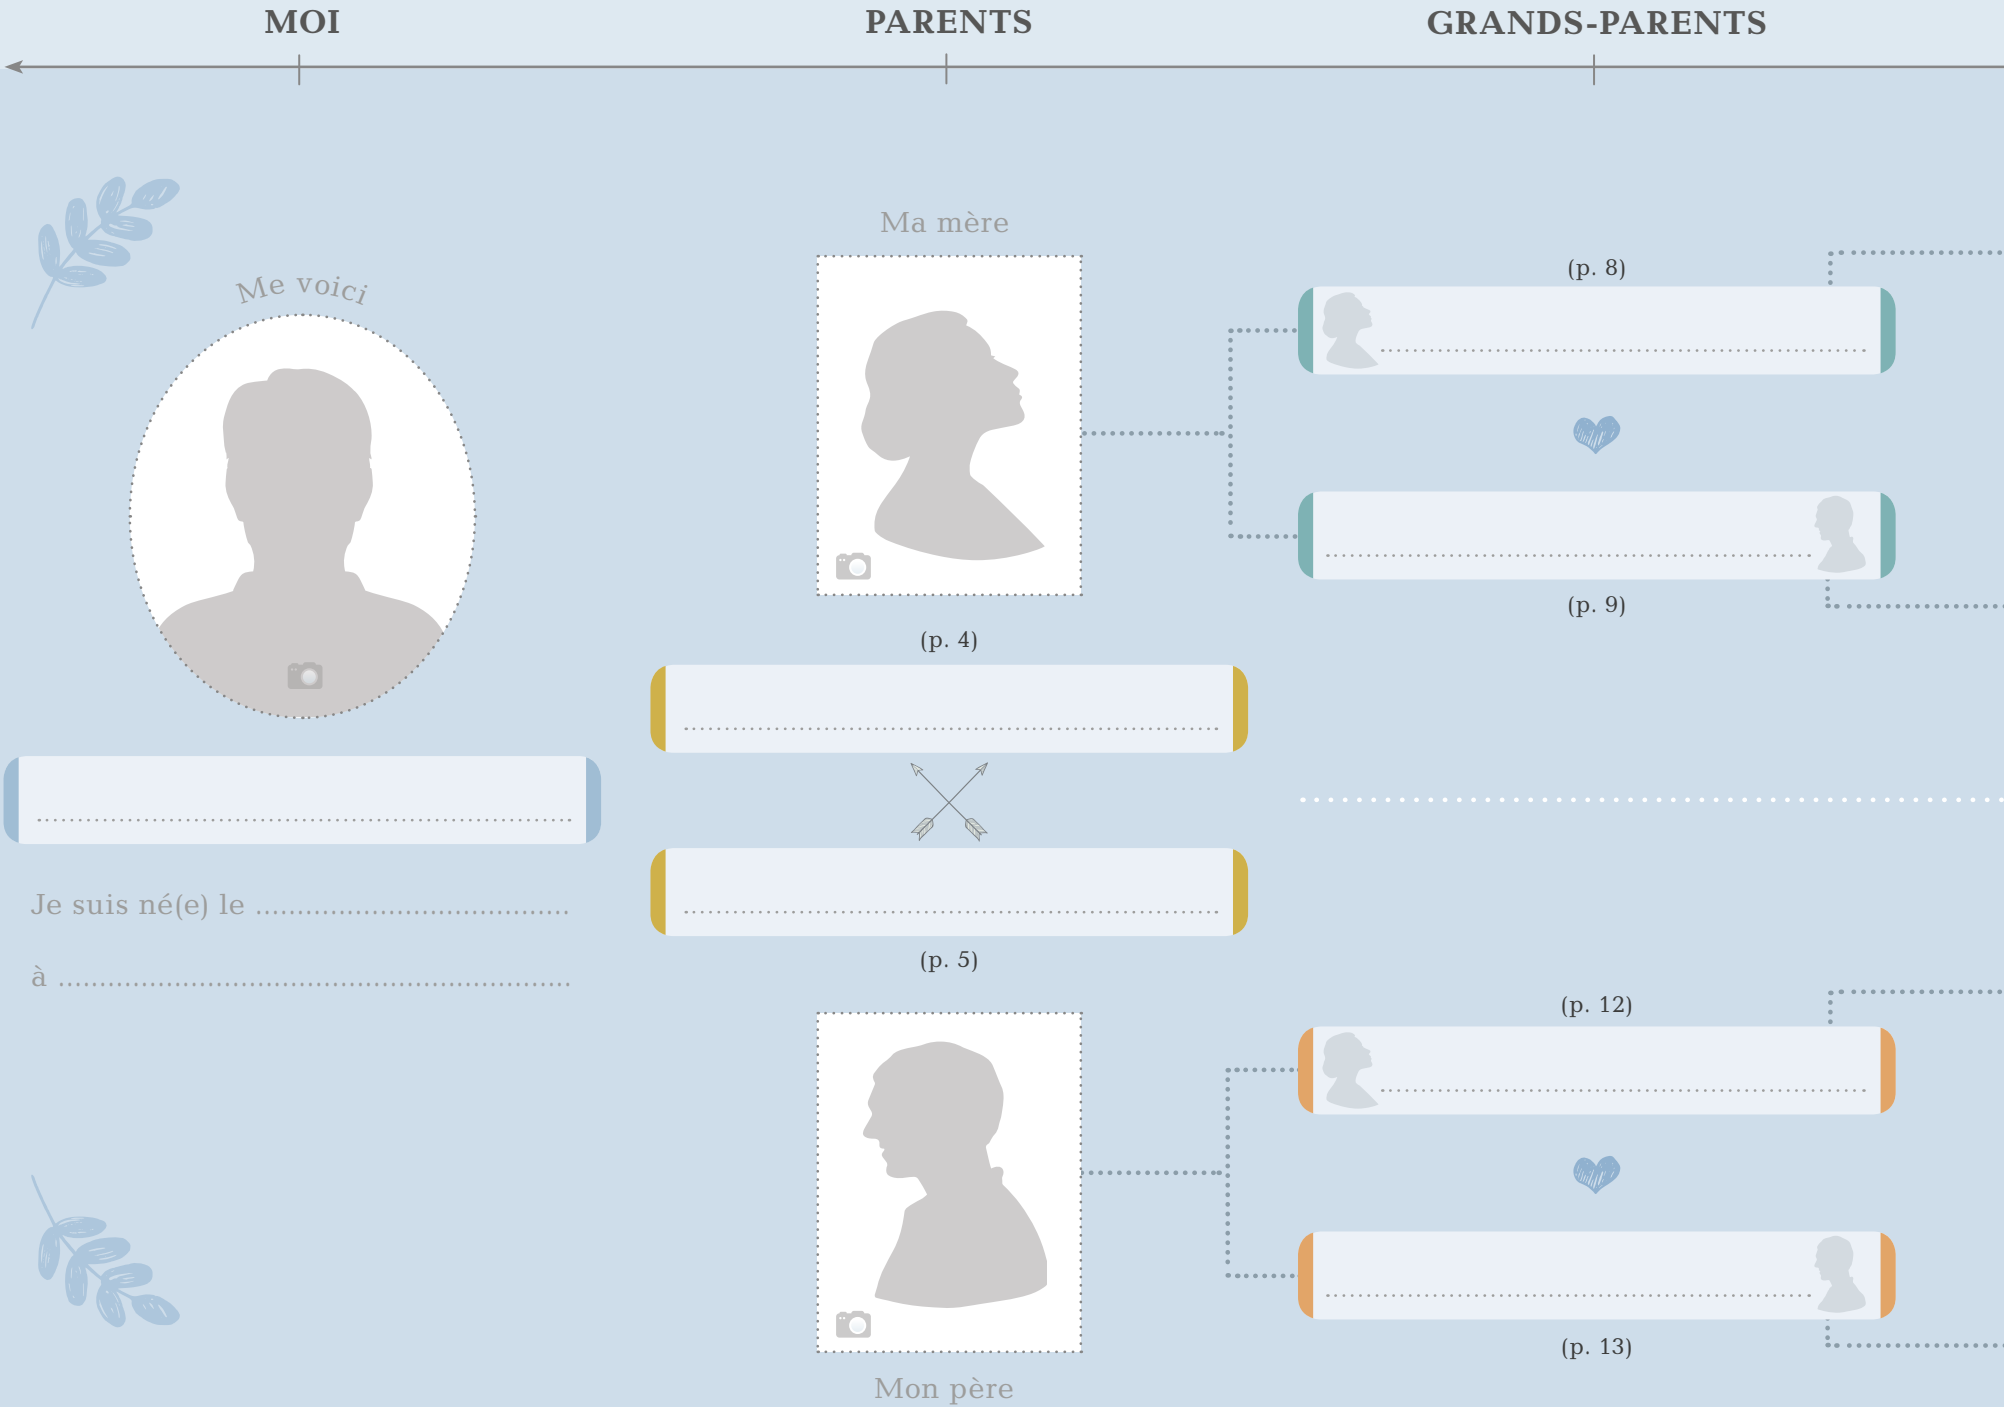 MOI
PARENTS
GRANDS-PARENTS
Me voici
Je suis né(e) le ........................................
à .................................................................
Ma mère
(p. 4)
(p. 5)
Mon père
(p. 8)
(p. 9)
(p. 12)
(p. 13)